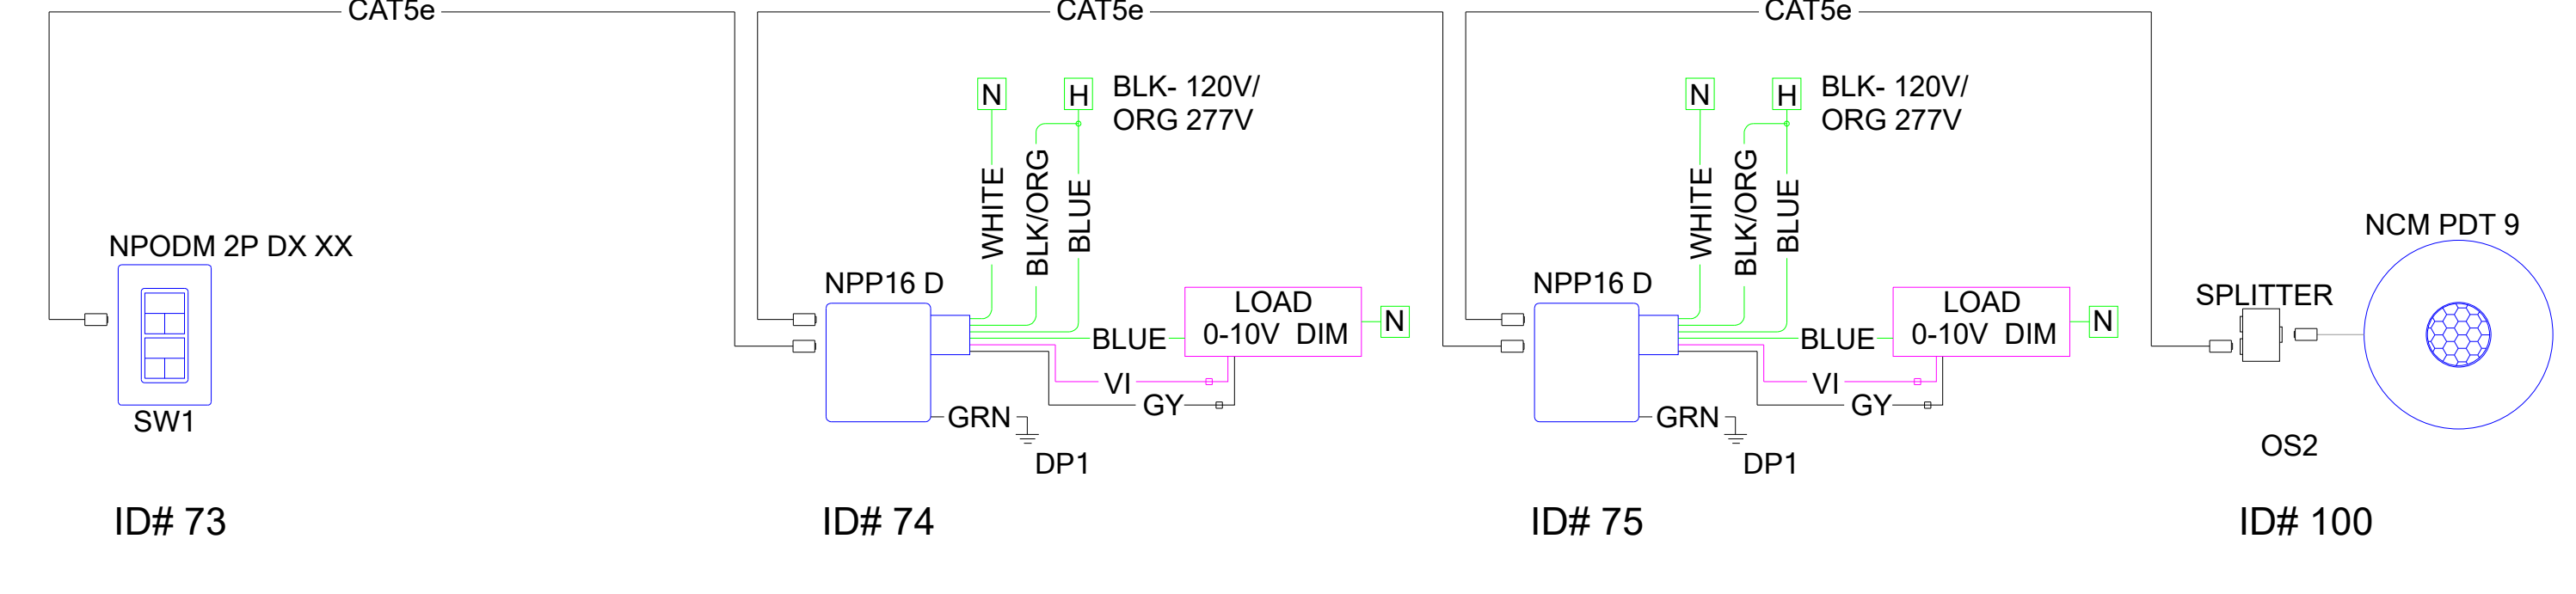 CAT5e
CAT5e
CAT5e
N
H
BLK- 120V/
ORG 277V
N
H
BLK- 120V/
ORG 277V
WHITE
BLK/ORG
BLUE
WHITE
BLK/ORG
BLUE
NPODM 2P DX XX
SW1
NPP16 D
LOAD
0-10V DIM
N
BLUE
VI
GY
GRN
DP1
NPP16 D
LOAD
0-10V DIM
N
BLUE
VI
GY
GRN
DP1
NCM PDT 9
SPLITTER
OS2
ID# 73
ID# 74
ID# 75
ID# 100